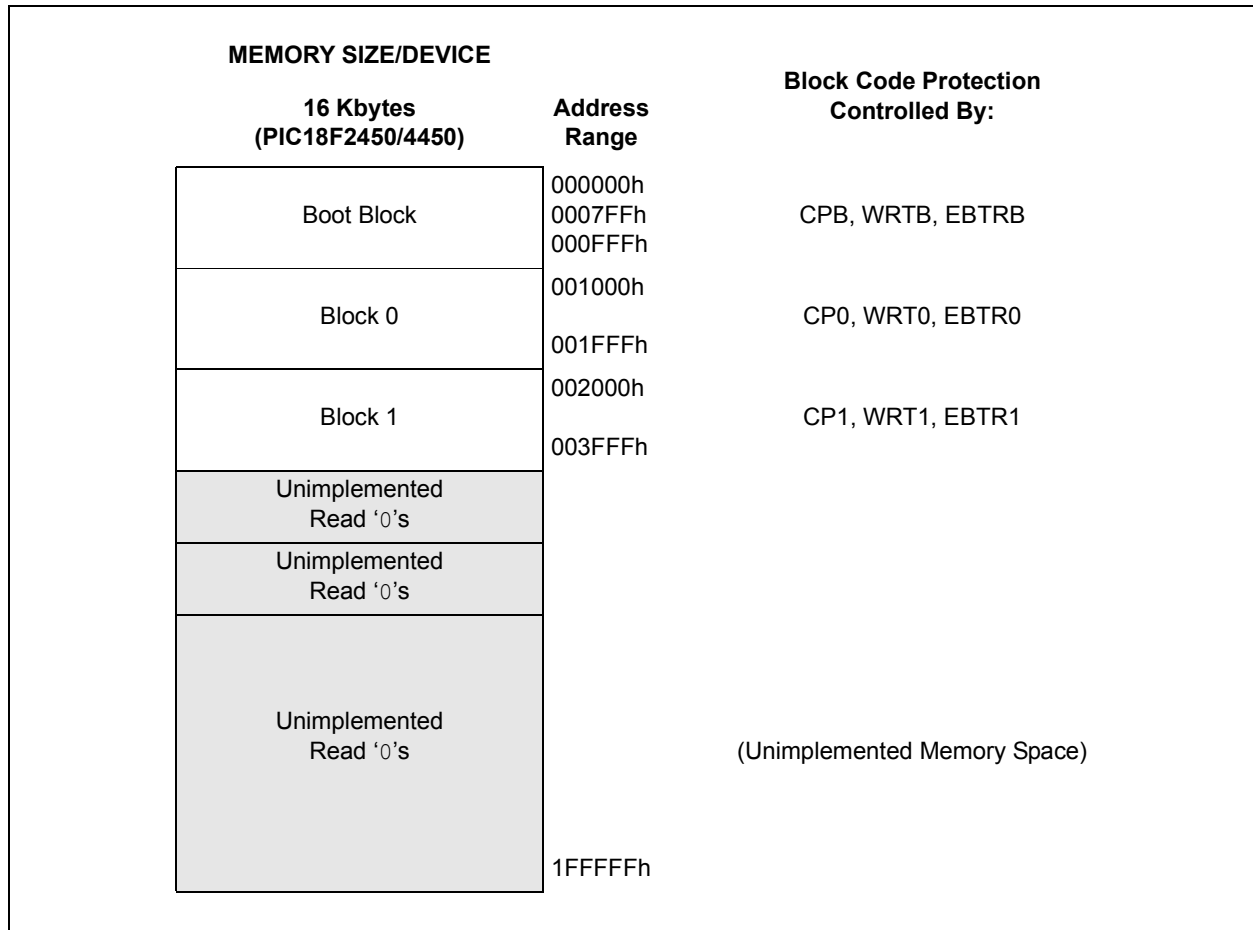 MEMORY SIZE/DEVICE
Block Code Protection
Controlled By:
16 Kbytes
(PIC18F2450/4450)
Address
Range
Boot Block
000000h
0007FFh
000FFFh
CPB, WRTB, EBTRB
Block 0
001000h
001FFFh
CP0, WRT0, EBTR0
Block 1
002000h
003FFFh
CP1, WRT1, EBTR1
Unimplemented
Read ‘0’s
Unimplemented
Read ‘0’s
Unimplemented
Read ‘0’s
(Unimplemented Memory Space)
1FFFFFh